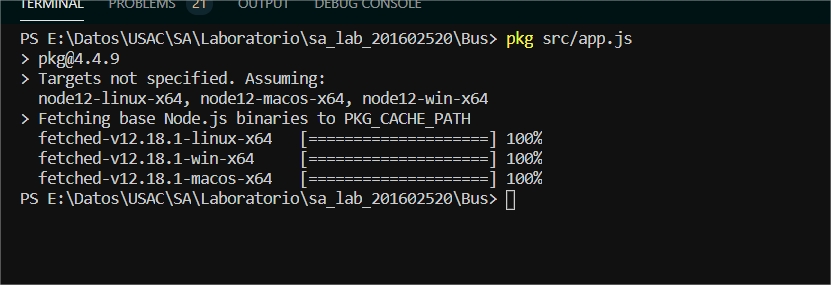 TERMINAL PROBLEMS 21 OUTPUT DEBUG CONSOLE
PS E:\Datos\USAC\SA\Laboratorio\sa_lab_201602520\Bus> pkg src/app.js
> pkg@4.4.9
> Targets not specified. Assuming:
  node12-linux-x64, node12-macos-x64, node12-win-x64
> Fetching base Node.js binaries to PKG_CACHE_PATH
  fetched-v12.18.1-linux-x64   [====================] 100%
  fetched-v12.18.1-win-x64     [====================] 100%
  fetched-v12.18.1-macos-x64   [====================] 100%
PS E:\Datos\USAC\SA\Laboratorio\sa_lab_201602520\Bus>